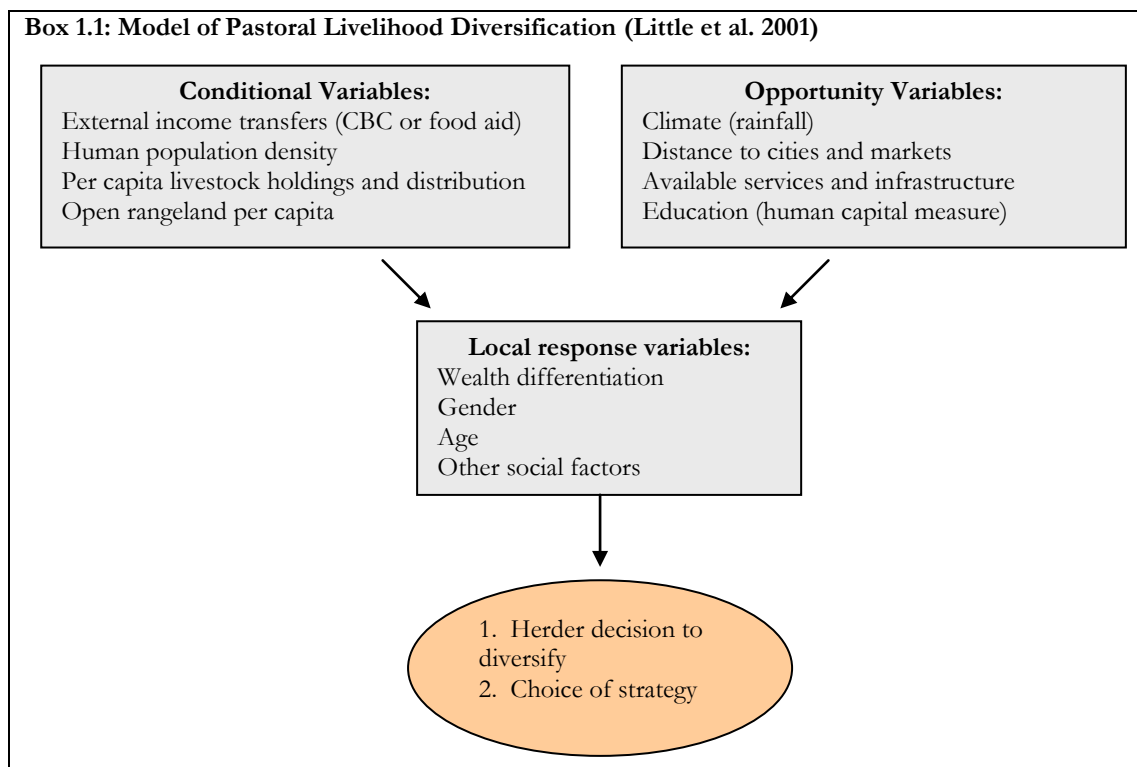 Box 1.1: Model of Pastoral Livelihood Diversification (Little et al. 2001)
Conditional Variables:
External income transfers (CBC or food aid)
Human population density
Per capita livestock holdings and distribution
Open rangeland per capita
Opportunity Variables:
Climate (rainfall)
Distance to cities and markets
Available services and infrastructure
Education (human capital measure)
Local response variables:
Wealth differentiation
Gender
Age
Other social factors
1. Herder decision to
diversify
2. Choice of strategy